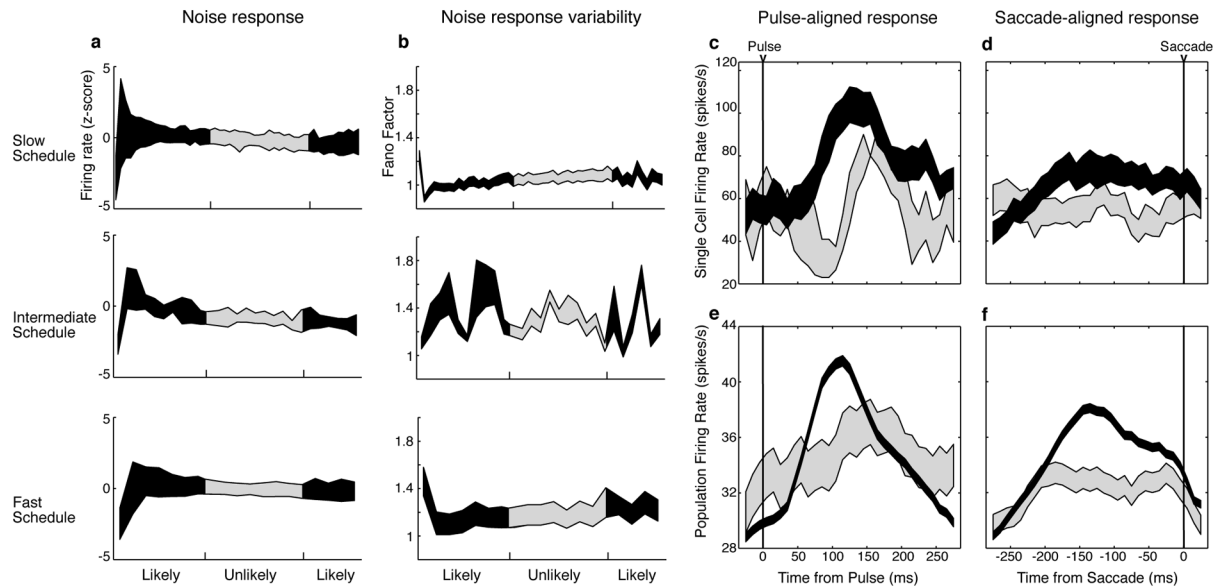 Noise response
Noise response variability
Pulse-aligned response
Saccade-aligned response
a
b
c
d
Pulse
Saccade
Slow
Schedule
Firing rate (z-score)
5
0
-5
Fano Factor
1.8
1.4
1
Single Cell Firing Rate (spikes/s)
120
100
80
60
40
20
Intermediate
Schedule
5
0
-5
1.8
1.4
1
e
f
Population Firing Rate (spikes/s)
44
40
36
32
28
Fast
Schedule
5
0
-5
1.8
1.4
1
Likely
Unlikely
Likely
Likely
Unlikely
Likely
0 50 100 150 200 250
Time from Pulse (ms)
-250 -200 -150 -100 -50 0
Time from Saccade (ms)